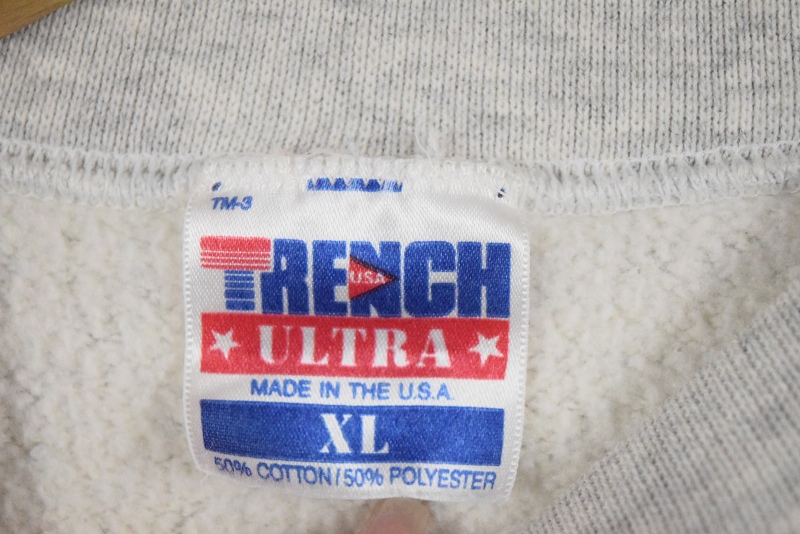 TM-3
TRENCH
USA
★ ULTRA ★
MADE IN THE U.S.A.
XL
50% COTTON/50% POLYESTER